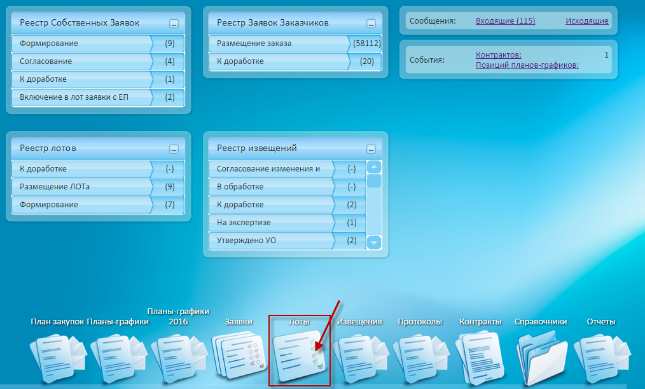 Реестр Собственных Заявок
Формирование (9)
Согласование (4)
К доработке (1)
Включение в лот заявки с ЕП (2)
Реестр Заявок Заказчиков
Размещение заказа (58112)
К доработке (20)
Сообщения: Входящие (115) Исходящие
События: Контрактов: 1
Позиций планов-графиков:
Реестр лотов
К доработке (-)
Размещение ЛОТа (9)
Формирование (7)
Реестр извещений
Согласование изменения и (-)
В обработке (-)
К доработке (2)
На экспертизе (1)
Утверждено УО (2)
План закупок
Планы-графики
Планы-графики
2016
Заявки
Лоты
Извещения
Протоколы
Контракты
Справочники
Отчеты